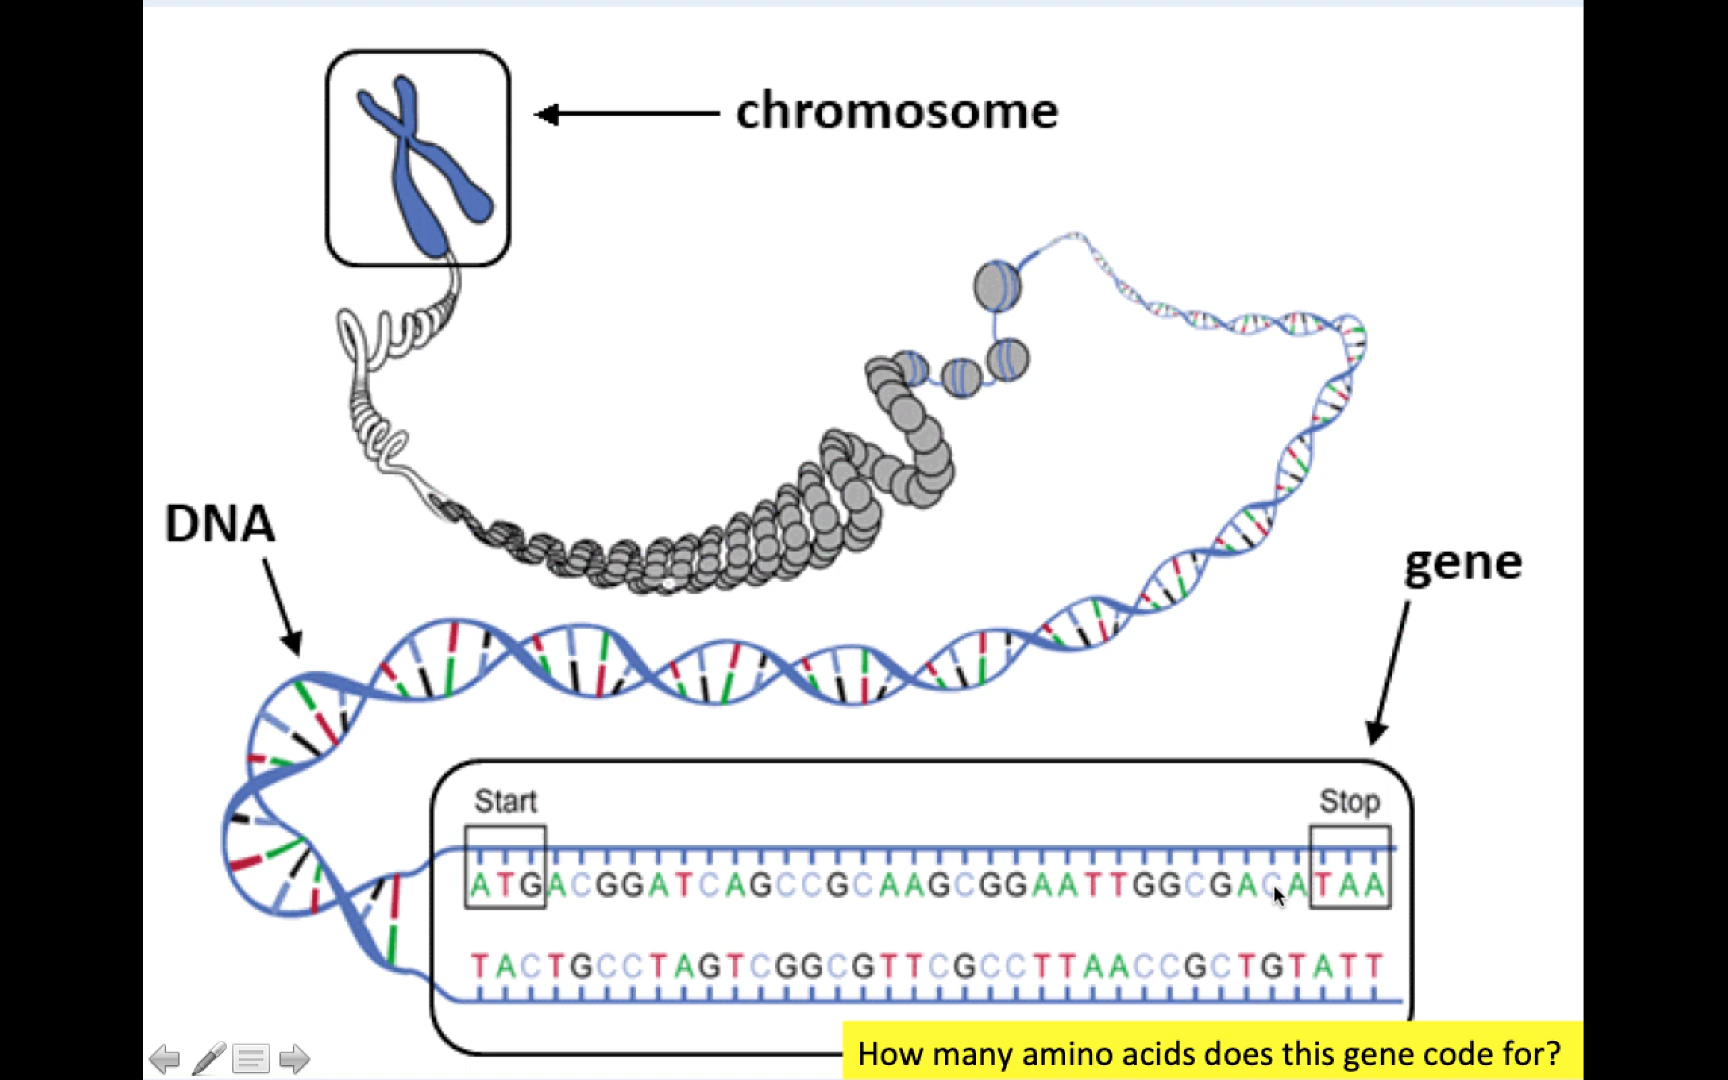 chromosome
DNA
gene
Start
Stop
ATGACGGATCAGCCGCAAGCGGAATTGGCGACATAA
TACTGCCTAGTCGGCGTTCGCCTTAACCGCTGTATT
How many amino acids does this gene code for?